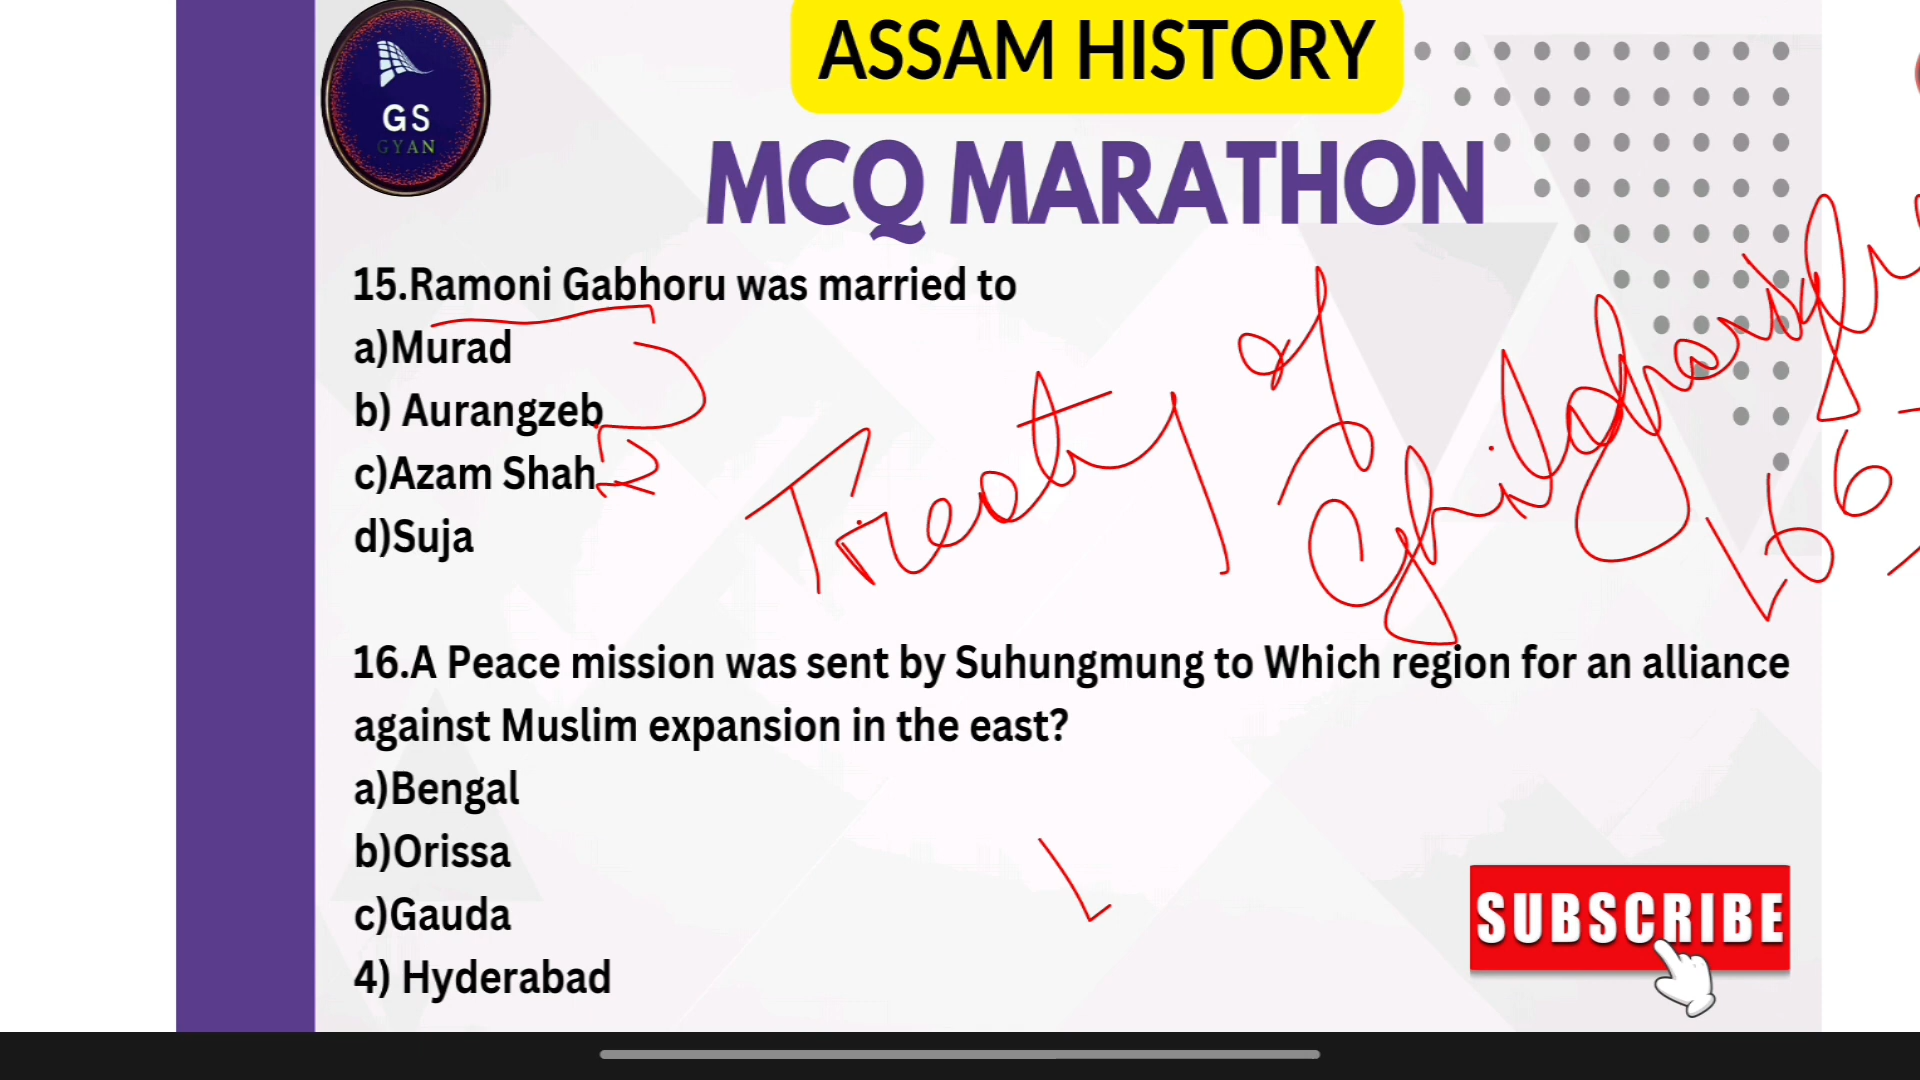 GS
GYAN
ASSAM HISTORY
MCQ MARATHON
15.Ramoni Gabhoru was married to
a)Murad
b) Aurangzeb
c)Azam Shah
d)Suja
Treaty of
16.A Peace mission was sent by Suhungmung to Which region for an alliance
against Muslim expansion in the east?
a)Bengal
b)Orissa
c)Gauda
4) Hyderabad
SUBSCRIBE